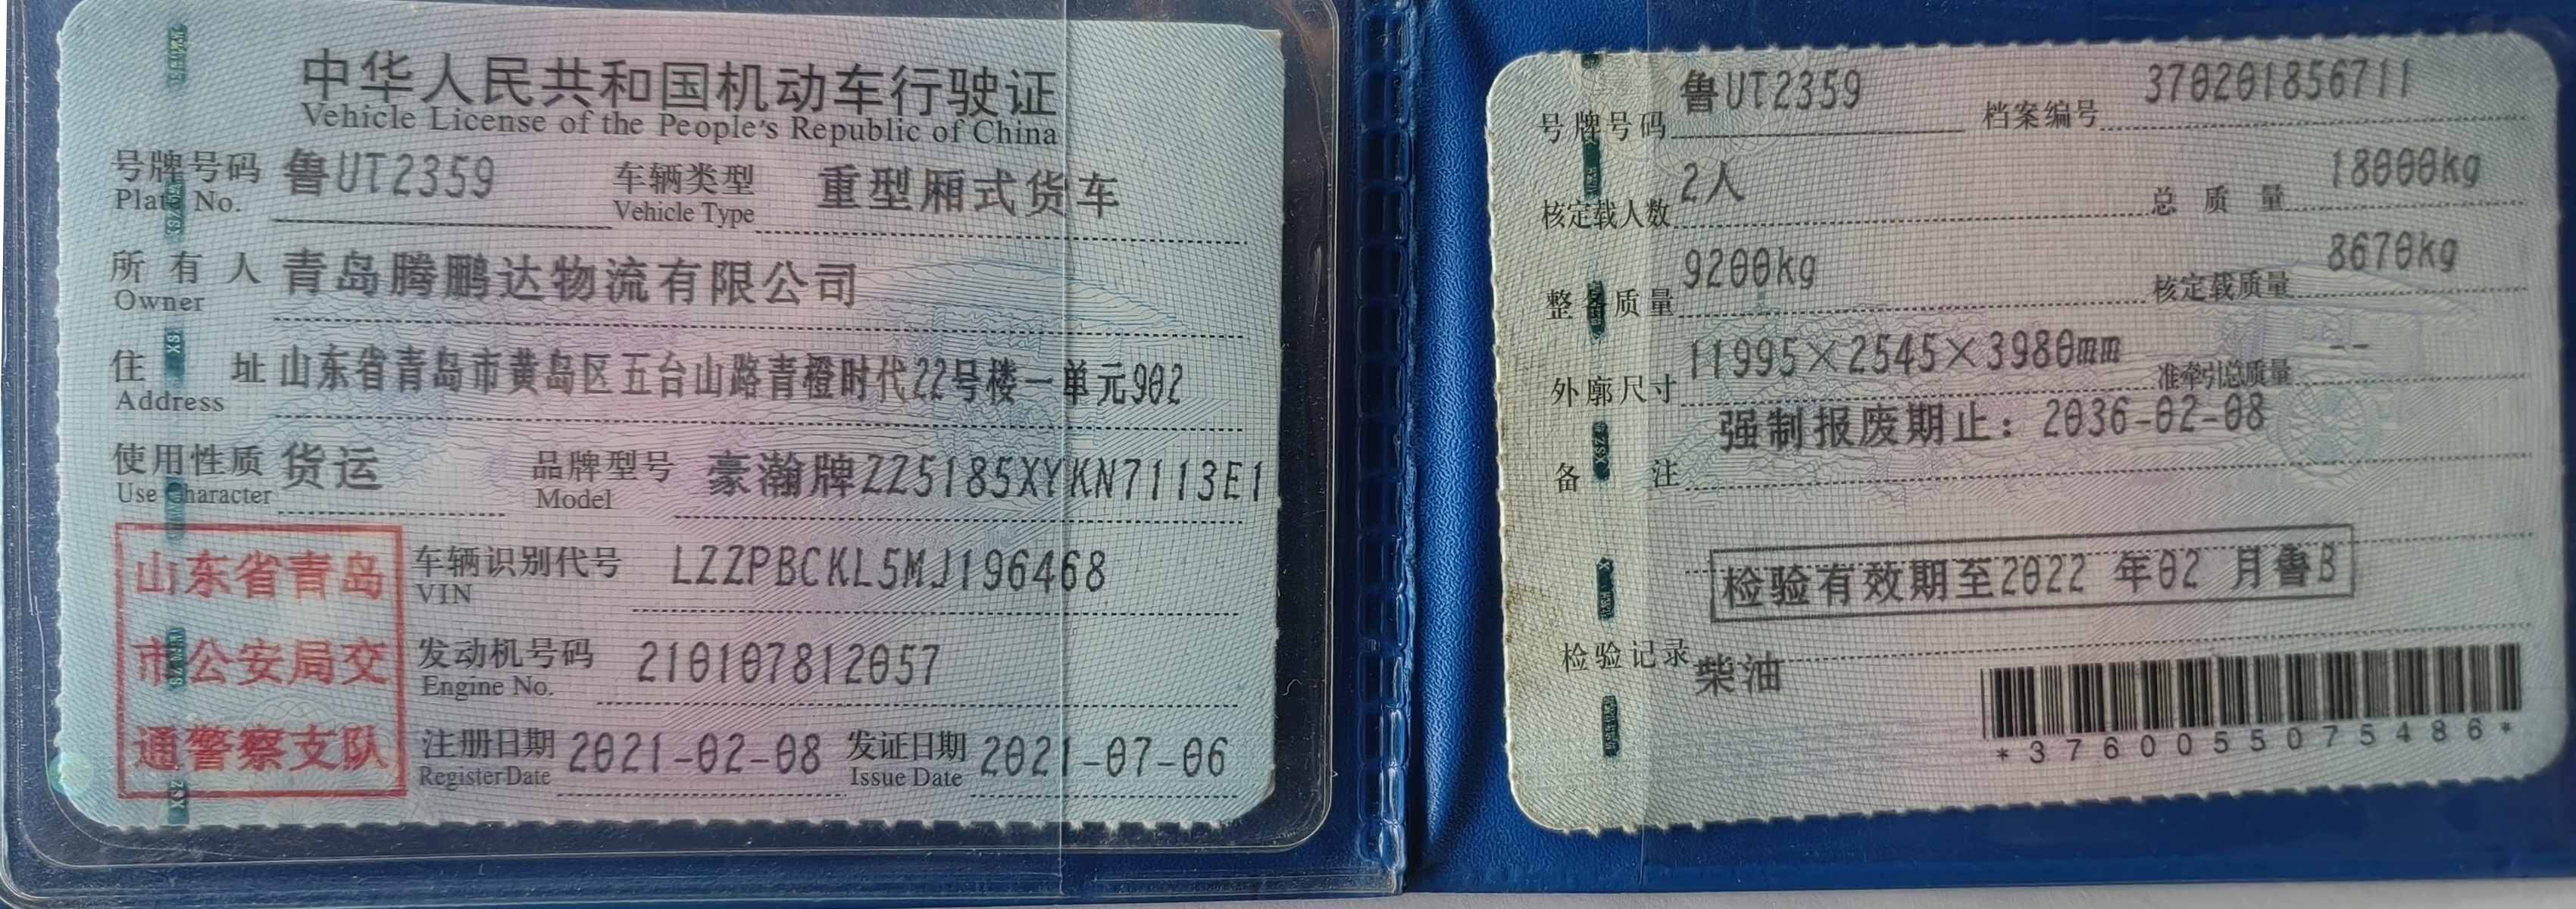 中华人民共和国机动车行驶证
Vehicle License of the People's Republic of China
号牌号码 鲁UT2359 车辆类型 重型厢式货车
Plate No. Vehicle Type
所有人 青岛腾鹏达物流有限公司
Owner
住址 山东省青岛市黄岛区五台山路青橙时代22号楼一单元902
Address
使用性质 货运 品牌型号 豪瀚牌ZZ5185XYKN7113E1
Use Character Model
山东省青岛
市公安局交
通警察支队
车辆识别代号 LZZPBCKL5MJ196468
VIN
发动机号码 210107812057
Engine No.
注册日期 2021-02-08 发证日期 2021-07-06
Register Date Issue Date
号牌号码 鲁UT2359 档案编号 370201856711
核定载人数 2人 总质量 18000kg
整备质量 9200kg 核定载质量 8670kg
外廓尺寸 11995×2545×3980mm 准牵引总质量 --
备注 强制报废期止：2036-02-08
检验有效期至2022 年02 月鲁B
检验记录 柴油
*3760055075486*